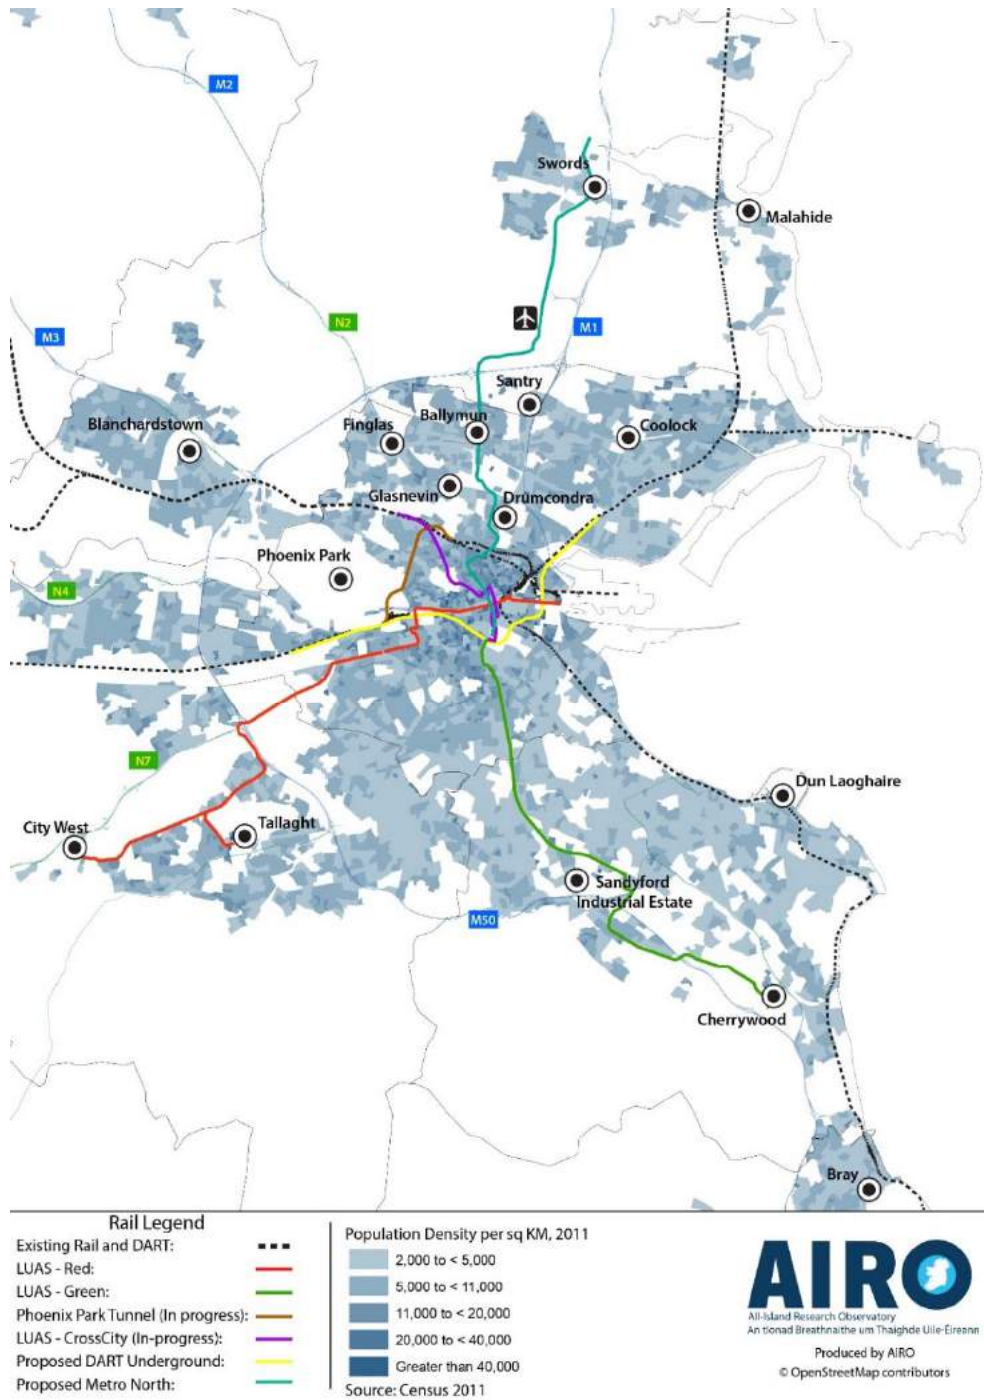 M2
Swords
Malahide
N2
M3
M1
Santry
Blanchardstown
Finglas
Ballymun
Coolock
Glasnevin
Drumcondra
Phoenix Park
N4
N7
Dun Laoghaire
City West
Tallaght
Sandyford
Industrial Estate
M50
Cherrywood
Bray
Rail Legend
Existing Rail and DART:
LUAS - Red:
LUAS - Green:
Phoenix Park Tunnel (In progress):
LUAS - CrossCity (In-progress):
Proposed DART Underground:
Proposed Metro North:
Population Density per sq KM, 2011
2,000 to < 5,000
5,000 to < 11,000
11,000 to < 20,000
20,000 to < 40,000
Greater than 40,000
Source: Census 2011
AIRO
All-Island Research Observatory
An tionad Breathnaithe um Thaighde Uile-Éireann
Produced by AIRO
© OpenStreetMap contributors